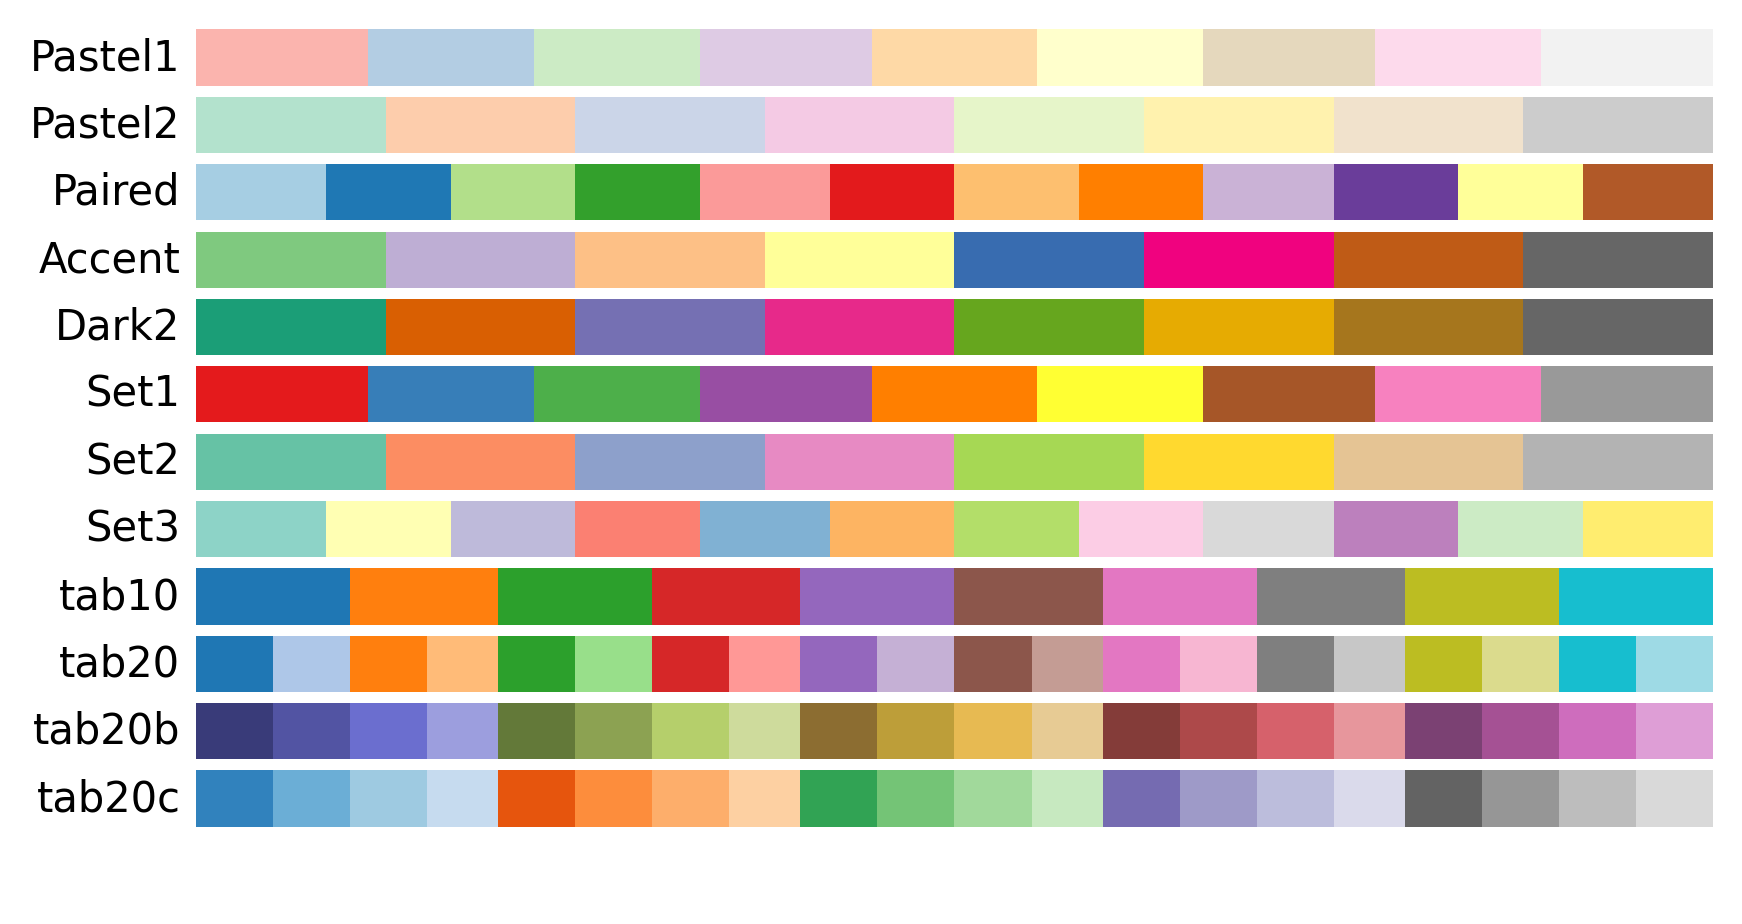 Pastel1
Pastel2
Paired
Accent
Dark2
Set1
Set2
Set3
tab10
tab20
tab20b
tab20c